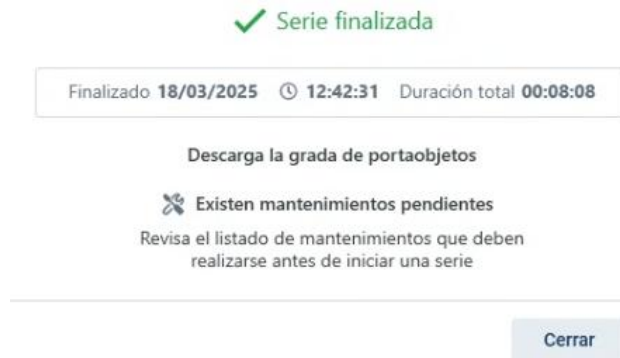 Serie finalizada
Finalizado 18/03/2025 12:42:31 Duración total 00:08:08
Descarga la grada de portaobjetos
Existen mantenimientos pendientes
Revisa el listado de mantenimientos que deben
realizarse antes de iniciar una serie
Cerrar